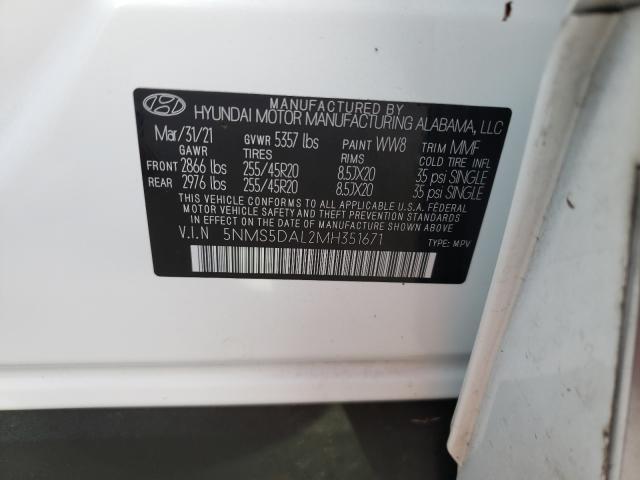 MANUFACTURED BY
HYUNDAI MOTOR MANUFACTURING ALABAMA, LLC
Mar/31/21 GVWR 5357 lbs PAINT WW8 TRIM MMF
GAWR TIRES RIMS COLD TIRE INFL
FRONT 2866 lbs 255/45R20 8.5JX20 35 psi SINGLE
REAR 2976 lbs 255/45R20 8.5JX20 35 psi SINGLE
THIS VEHICLE CONFORMS TO ALL APPLICABLE U.S.A. FEDERAL
MOTOR VEHICLE SAFETY, BUMPER, AND THEFT PREVENTION
STANDARDS IN EFFECT ON THE DATE OF MANUFACTURE SHOWN ABOVE.
V.I.N 5NMS5DAL2MH351671 TYPE: MPV